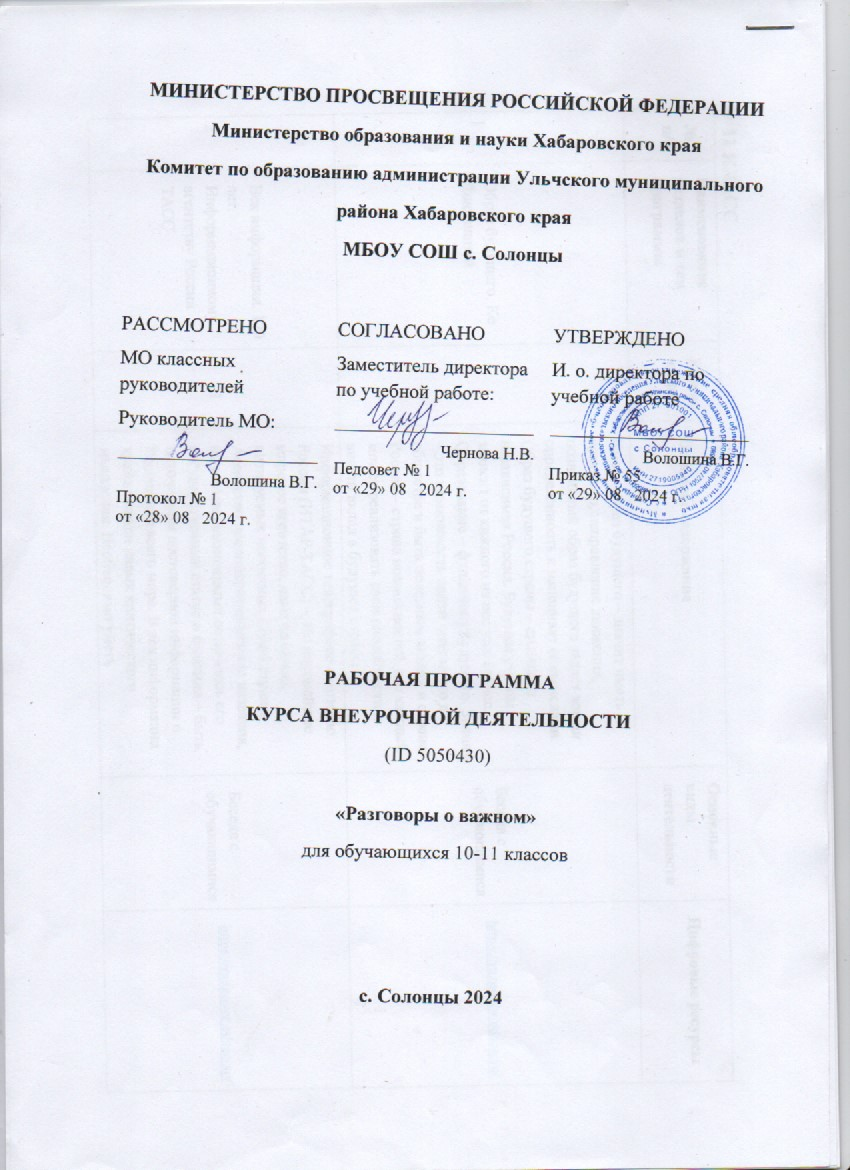 МИНИСТЕРСТВО ПРОСВЕЩЕНИЯ РОССИЙСКОЙ ФЕДЕРАЦИИ
Министерство образования и науки Хабаровского края
Комитет по образованию администрации Ульчского муниципального
района Хабаровского края
МБОУ СОШ с. Солонцы
РАССМОТРЕНО
МО классных
руководителей
Руководитель МО:
Волошина В.Г.
Протокол № 1
от «28» 08 2024 г.
СОГЛАСОВАНО
Заместитель директора
по учебной работе:
Чернова Н.В.
Педсовет № 1
от «29» 08 2024 г.
УТВЕРЖДЕНО
И. о. директора по
учебной работе
Волошина В.Г.
Приказ № 55
от «29» 08 2024 г.
МБОУ СОШ
с Солонцы
РАБОЧАЯ ПРОГРАММА
КУРСА ВНЕУРОЧНОЙ ДЕЯТЕЛЬНОСТИ
(ID 5050430)
«Разговоры о важном»
для обучающихся 10-11 классов
с. Солонцы 2024